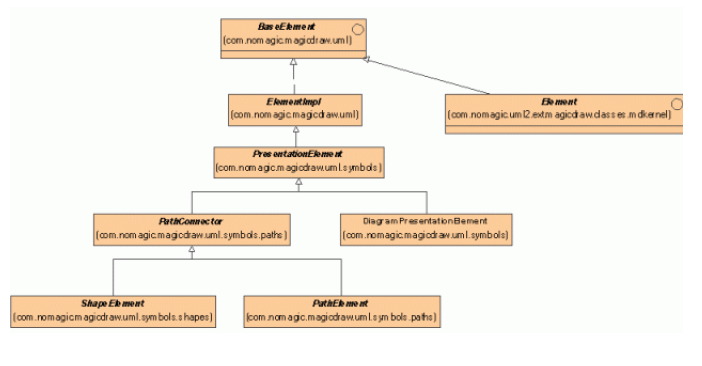 BaseElement
(com.nomagic.magicdraw.uml)
ElementImpl
(com.nomagic.magicdraw.uml)
Element
(com.nomagic.uml2.extmagicdraw.classes.mdkernel)
PresentationElement
(com.nomagic.magicdraw.uml.symbols)
PathConnector
(com.nomagic.magicdraw.uml.symbols.paths)
DiagramPresentationElement
(com.nomagic.magicdraw.uml.symbols)
ShapeElement
(com.nomagic.magicdraw.uml.symbols.shapes)
PathElement
(com.nomagic.magicdraw.uml.symbols.paths)